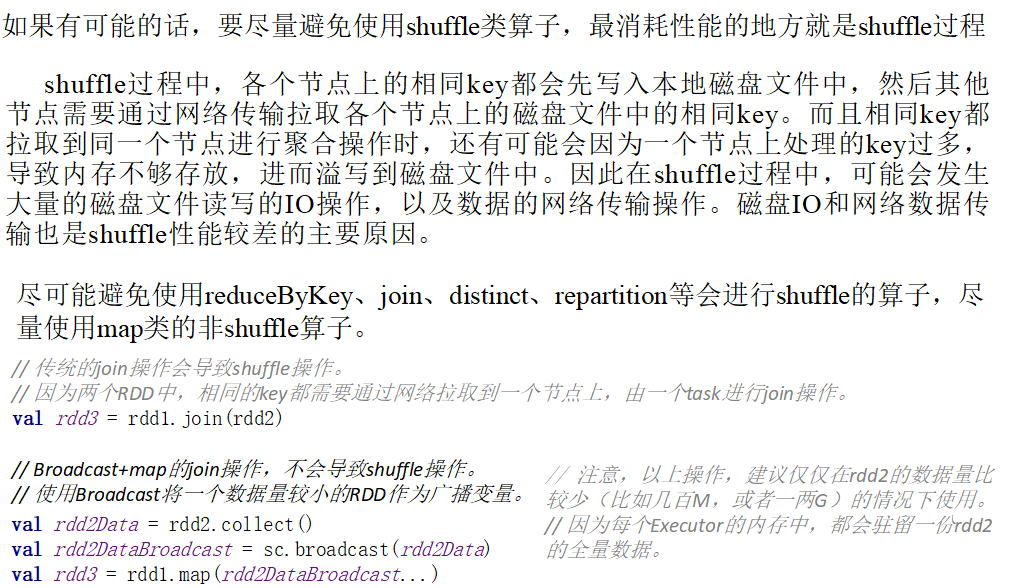 如果有可能的话，要尽量避免使用shuffle类算子，最消耗性能的地方就是shuffle过程
shuffle过程中，各个节点上的相同key都会先写入本地磁盘文件中，然后其他
节点需要通过网络传输拉取各个节点上的磁盘文件中的相同key。而且相同key都
拉取到同一个节点进行聚合操作时，还有可能会因为一个节点上处理的key过多，
导致内存不够存放，进而溢写到磁盘文件中。因此在shuffle过程中，可能会发生
大量的磁盘文件读写的IO操作，以及数据的网络传输操作。磁盘IO和网络数据传
输也是shuffle性能较差的主要原因。
尽可能避免使用reduceByKey、join、distinct、repartition等会进行shuffle的算子，尽
量使用map类的非shuffle算子。
// 传统的join操作会导致shuffle操作。
// 因为两个RDD中，相同的key都需要通过网络拉取到一个节点上，由一个task进行join操作。
val rdd3 = rdd1.join(rdd2)
// Broadcast+map的join操作，不会导致shuffle操作。
// 使用Broadcast将一个数据量较小的RDD作为广播变量。
val rdd2Data = rdd2.collect()
val rdd2DataBroadcast = sc.broadcast(rdd2Data)
val rdd3 = rdd1.map(rdd2DataBroadcast...)
// 注意，以上操作，建议仅仅在rdd2的数据量比
较少（比如几百M，或者一两G）的情况下使用。
// 因为每个Executor的内存中，都会驻留一份rdd2
的全量数据。